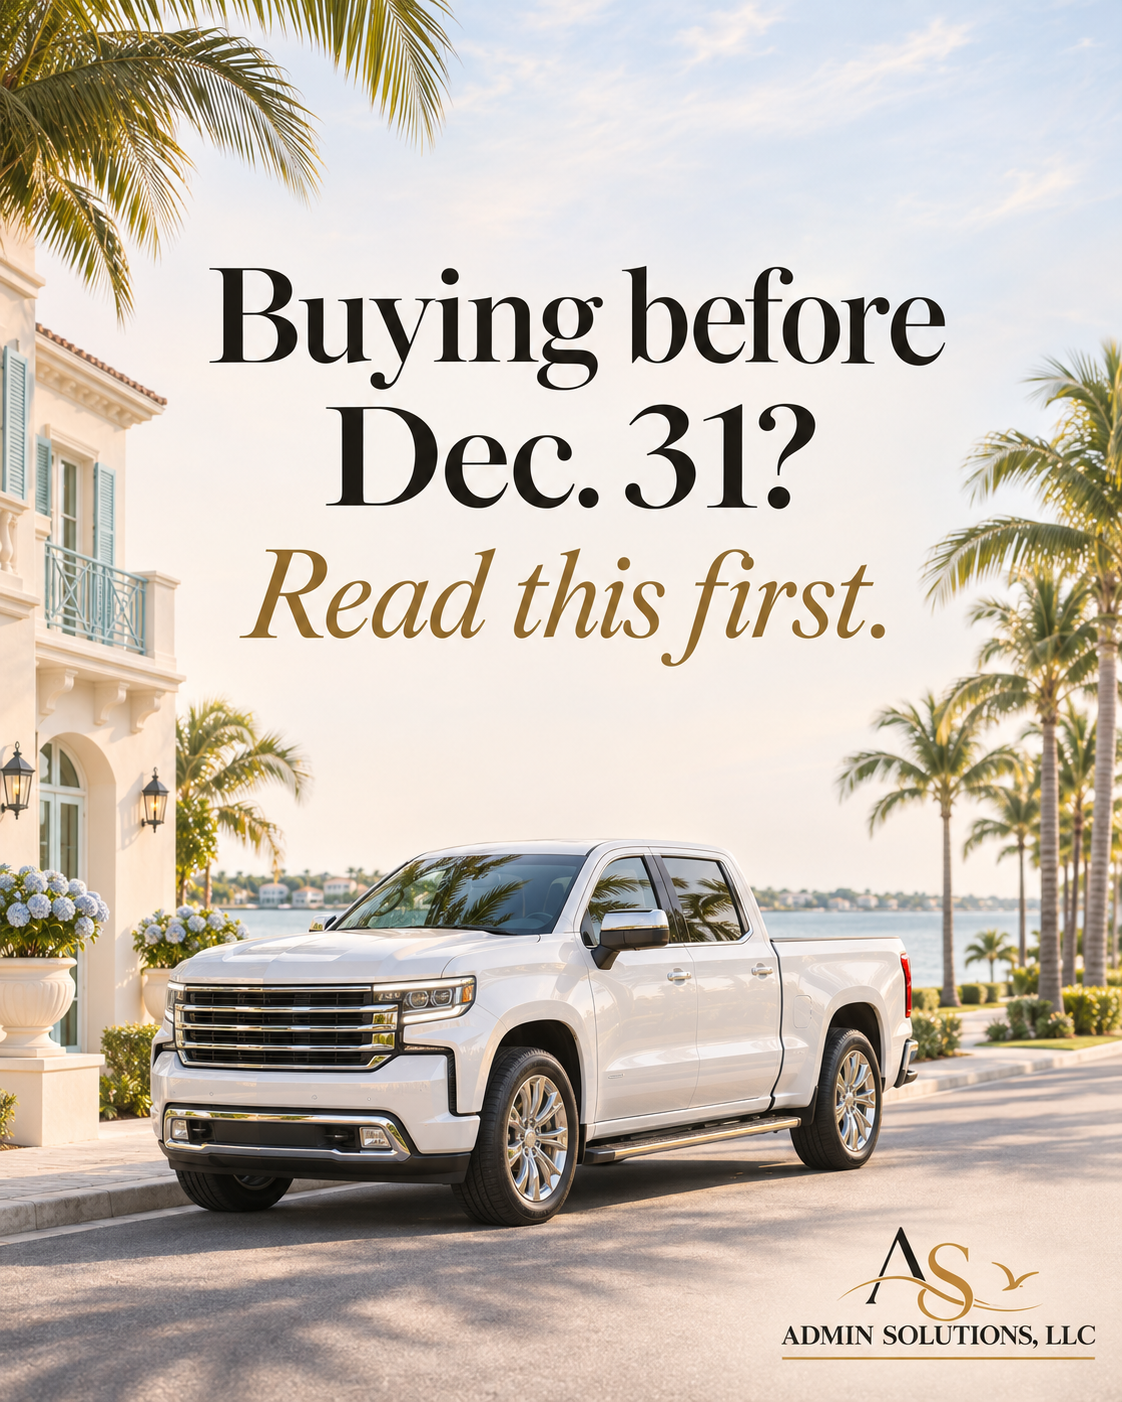 Buying before
Dec. 31?
Read this first.
AS
ADMIN SOLUTIONS, LLC